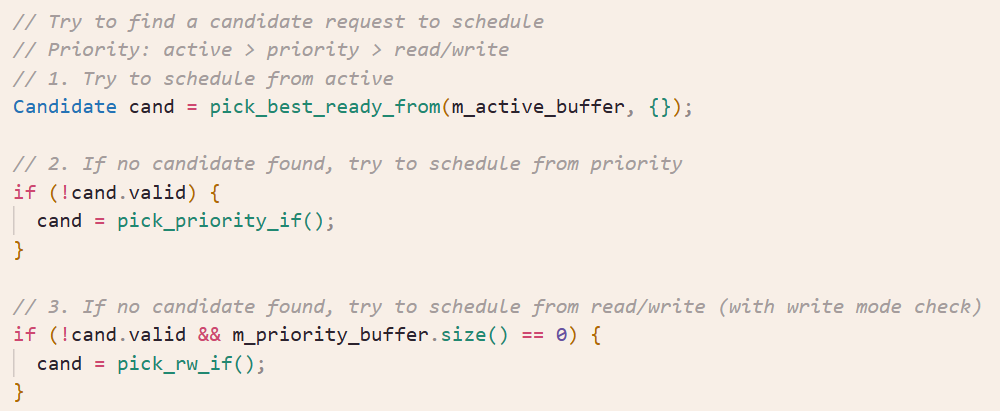 // Try to find a candidate request to schedule
// Priority: active > priority > read/write
// 1. Try to schedule from active
Candidate cand = pick_best_ready_from(m_active_buffer, {});

// 2. If no candidate found, try to schedule from priority
if (!cand.valid) {
  cand = pick_priority_if();
}

// 3. If no candidate found, try to schedule from read/write (with write mode check)
if (!cand.valid && m_priority_buffer.size() == 0) {
  cand = pick_rw_if();
}